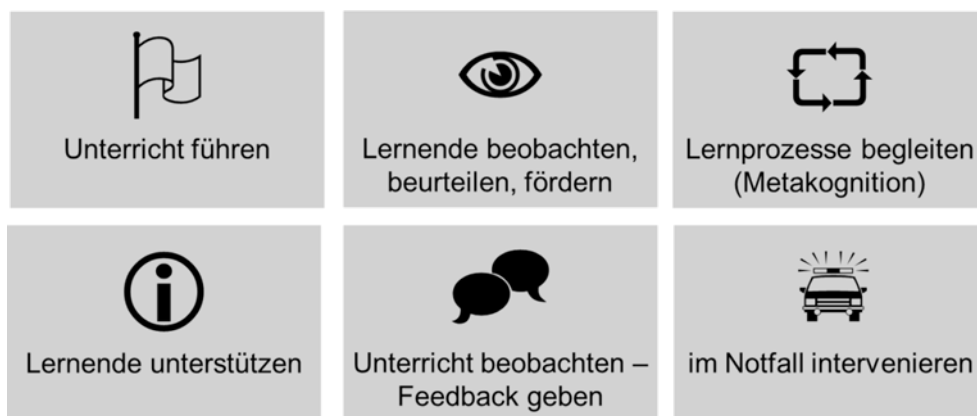 Unterricht führen
Lernende beobachten,
beurteilen, fördern
Lernprozesse begleiten
(Metakognition)
Lernende unterstützen
Unterricht beobachten –
Feedback geben
im Notfall intervenieren